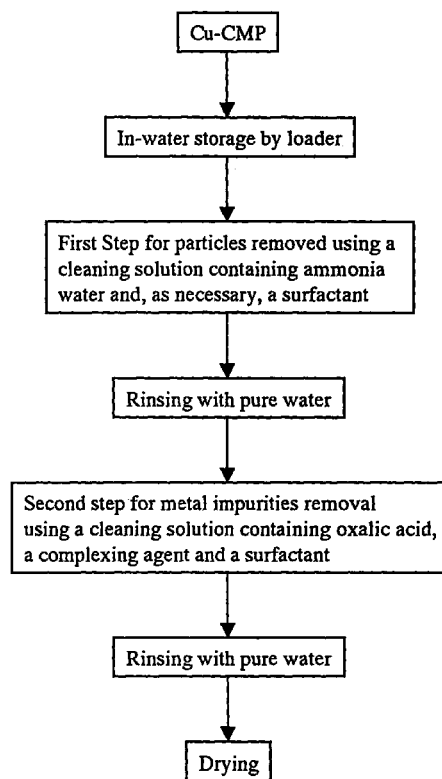 Cu-CMP
In-water storage by loader
First Step for particles removed using a
cleaning solution containing ammonia
water and, as necessary, a surfactant
Rinsing with pure water
Second step for metal impurities removal
using a cleaning solution containing oxalic acid,
a complexing agent and a surfactant
Rinsing with pure water
Drying